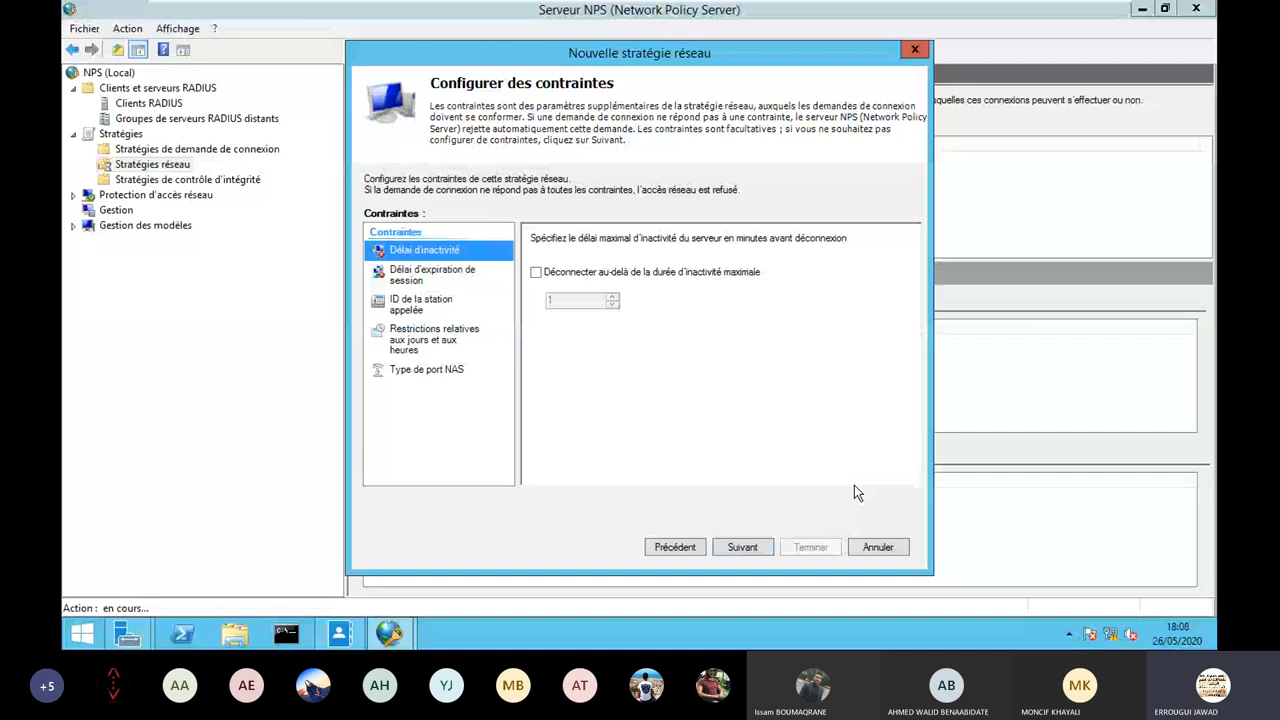 Serveur NPS (Network Policy Server)
Fichier Action Affichage ?
NPS (Local)
Clients et serveurs RADIUS
Clients RADIUS
Groupes de serveurs RADIUS distants
Stratégies
Stratégies de demande de connexion
Stratégies réseau
Stratégies de contrôle d'intégrité
Protection d'accès réseau
Gestion
Gestion des modèles
Nouvelle stratégie réseau
Configurer des contraintes
Les contraintes sont des paramètres supplémentaires de la stratégie réseau, auxquels les demandes de connexion
doivent se conformer. Si une demande de connexion ne répond pas à une contrainte, le serveur NPS (Network Policy
Server) rejette automatiquement cette demande. Les contraintes sont facultatives ; si vous ne souhaitez pas
configurer de contraintes, cliquez sur Suivant.
squelles ces connexions peuvent s'effectuer ou non.
Configurez les contraintes de cette stratégie réseau.
Si la demande de connexion ne répond pas à toutes les contraintes, l'accès réseau est refusé.
Contraintes :
Contraintes
Délai d'inactivité
Délai d'expiration de
session
ID de la station
appelée
Restrictions relatives
aux jours et aux
heures
Type de port NAS
Spécifiez le délai maximal d'inactivité du serveur en minutes avant déconnexion
Déconnecter au-delà de la durée d'inactivité maximale
1
Précédent Suivant Terminer Annuler
Action : en cours...
18:08
26/05/2020
+5 AA AE AH YJ MB AT AB MK
Issam BOUMAQRANE AHMED WALID BENAABIDATE MONCIF KHAYALI ERROUGUI JAWAD